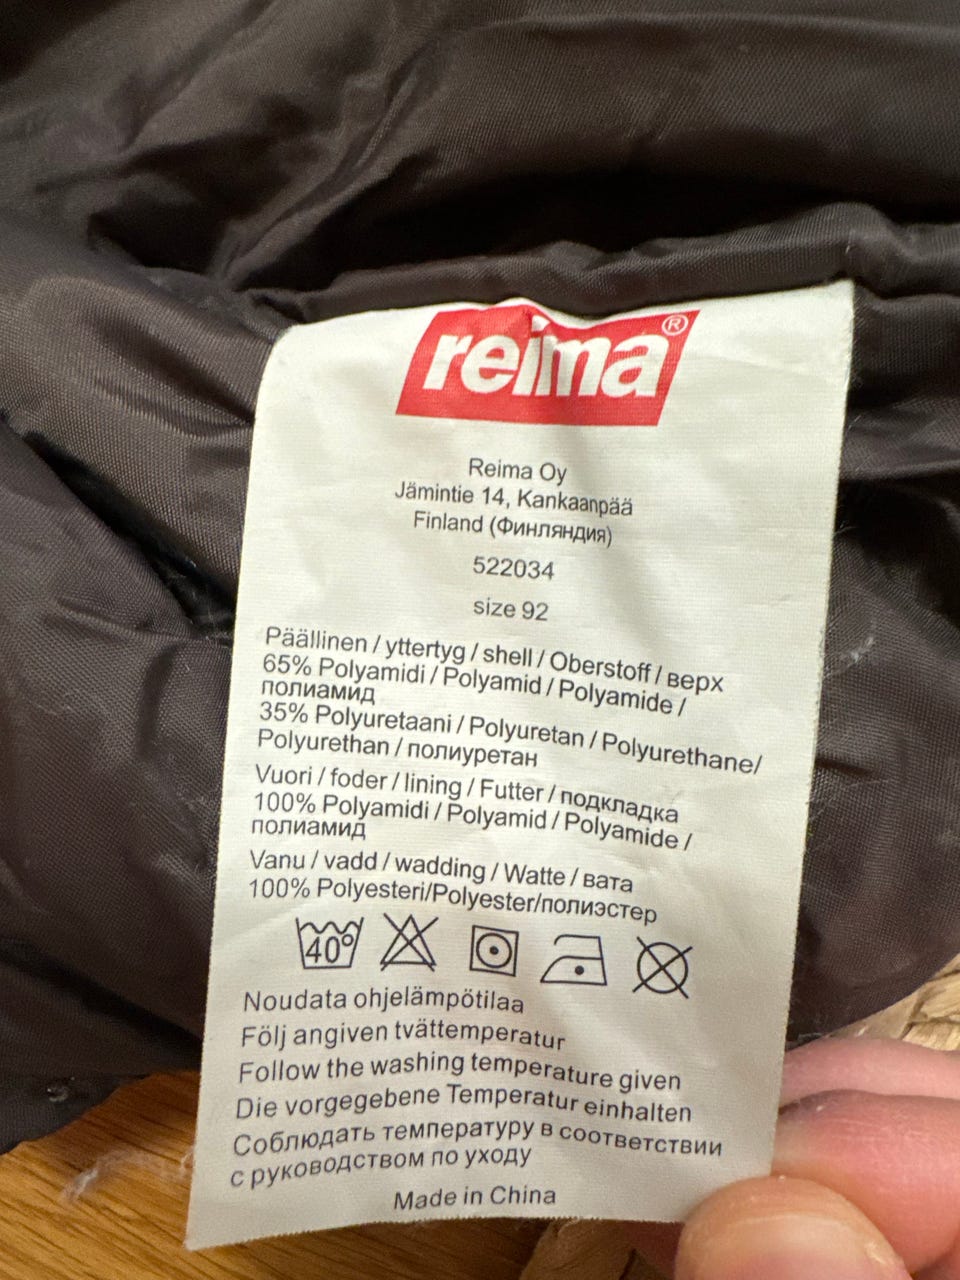 reima®
Reima Oy
Jämintie 14, Kankaanpää
Finland (Финляндия)
522034
size 92
Päällinen / yttertyg / shell / Oberstoff / верх
65% Polyamidi / Polyamid / Polyamide /
полиамид
35% Polyuretaani / Polyuretan / Polyurethane/
Polyurethan / полиуретан
Vuori / foder / lining / Futter / подкладка
100% Polyamidi / Polyamid / Polyamide /
полиамид
Vanu / vadd / wadding / Watte / вата
100% Polyesteri/Polyester/полиэстер
40°
Noudata ohjelämpötilaa
Följ angiven tvättemperatur
Follow the washing temperature given
Die vorgegebene Temperatur einhalten
Соблюдать температуру в соответствии
с руководством по уходу
Made in China